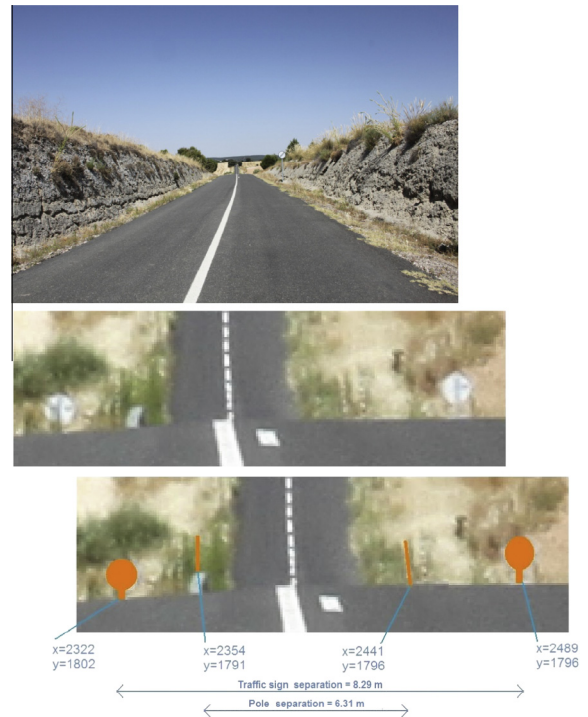 x=2322
y=1802
x=2354
y=1791
x=2441
y=1796
x=2489
y=1796
Traffic sign separation = 8.29 m
Pole separation = 6.31 m